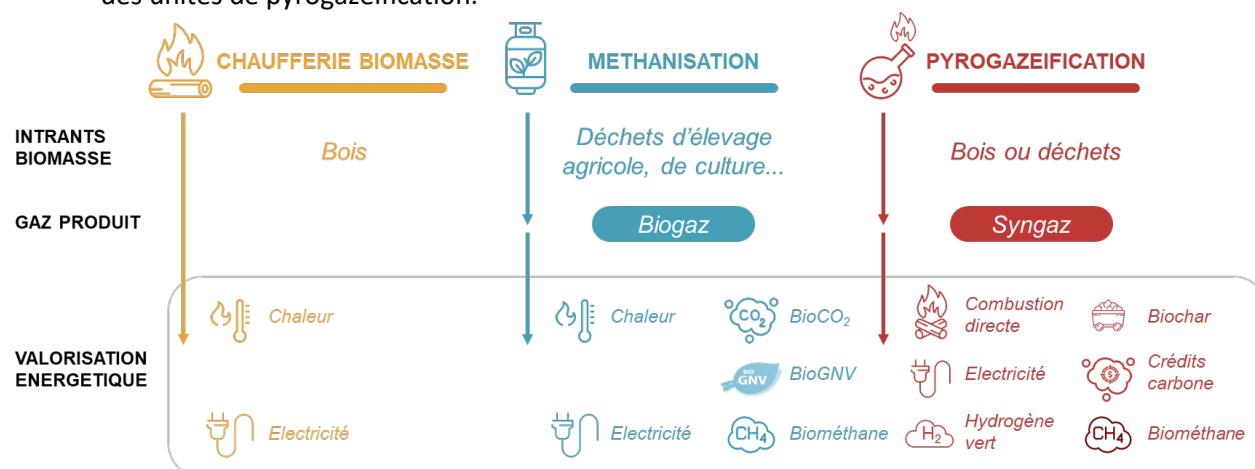 des unités de pyrogazéification.
CHAUFFERIE BIOMASSE
METHANISATION
PYROGAZEIFICATION
INTRANTS
BIOMASSE
Bois
Déchets d'élevage
agricole, de culture...
Bois ou déchets
GAZ PRODUIT
Biogaz
Syngaz
VALORISATION
ENERGETIQUE
Chaleur
Chaleur
CO2
BioCO2
Combustion
directe
Biochar
BIO
GNV
BioGNV
Electricité
$
Crédits
carbone
Electricité
Electricité
CH4
Biométhane
H2
Hydrogène
vert
CH4
Biométhane